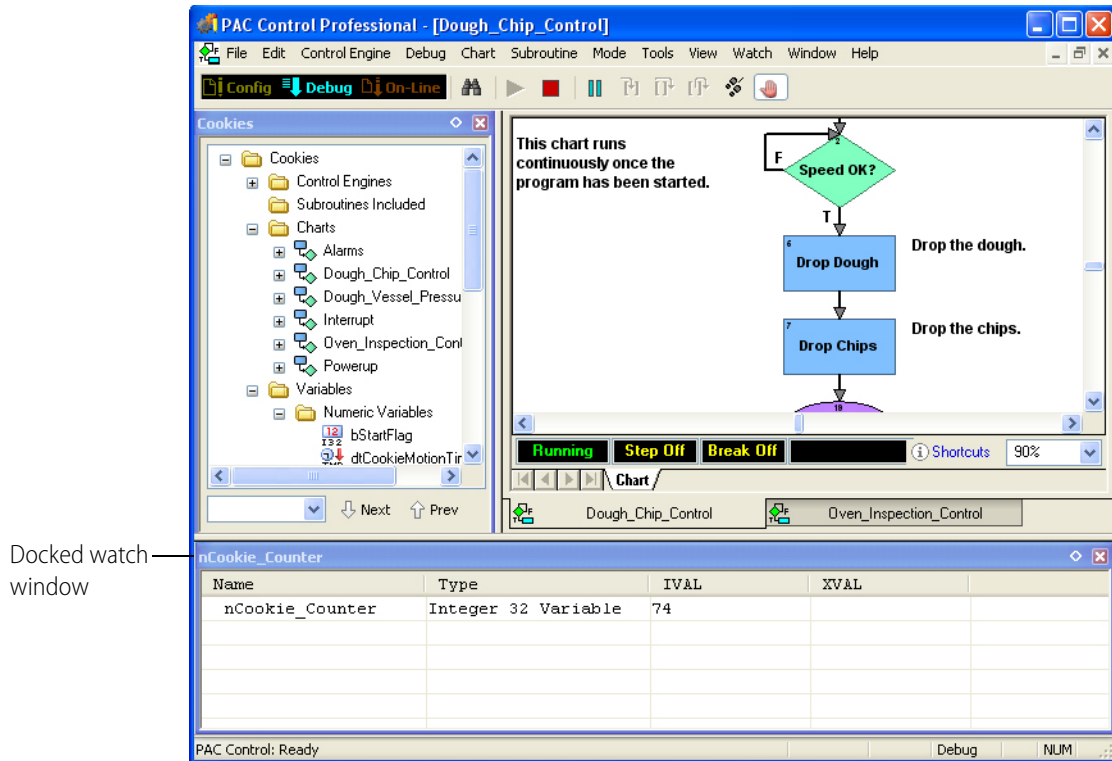 PAC Control Professional - [Dough_Chip_Control]
File Edit Control Engine Debug Chart Subroutine Mode Tools View Watch Window Help
Config Debug On-Line
Cookies
Cookies
Control Engines
Subroutines Included
Charts
Alarms
Dough_Chip_Control
Dough_Vessel_Pressu
Interrupt
Oven_Inspection_Cont
Powerup
Variables
Numeric Variables
bStartFlag
dtCookieMotionTir
Next Prev
This chart runs
continuously once the
program has been started.
2
F
Speed OK?
T
6
Drop Dough
Drop the dough.
7
Drop Chips
Drop the chips.
19
Running Step Off Break Off Shortcuts 90%
Chart
Dough_Chip_Control Oven_Inspection_Control
Docked watch
window
nCookie_Counter
Name Type IVAL XVAL
nCookie_Counter Integer 32 Variable 74
PAC Control: Ready Debug NUM